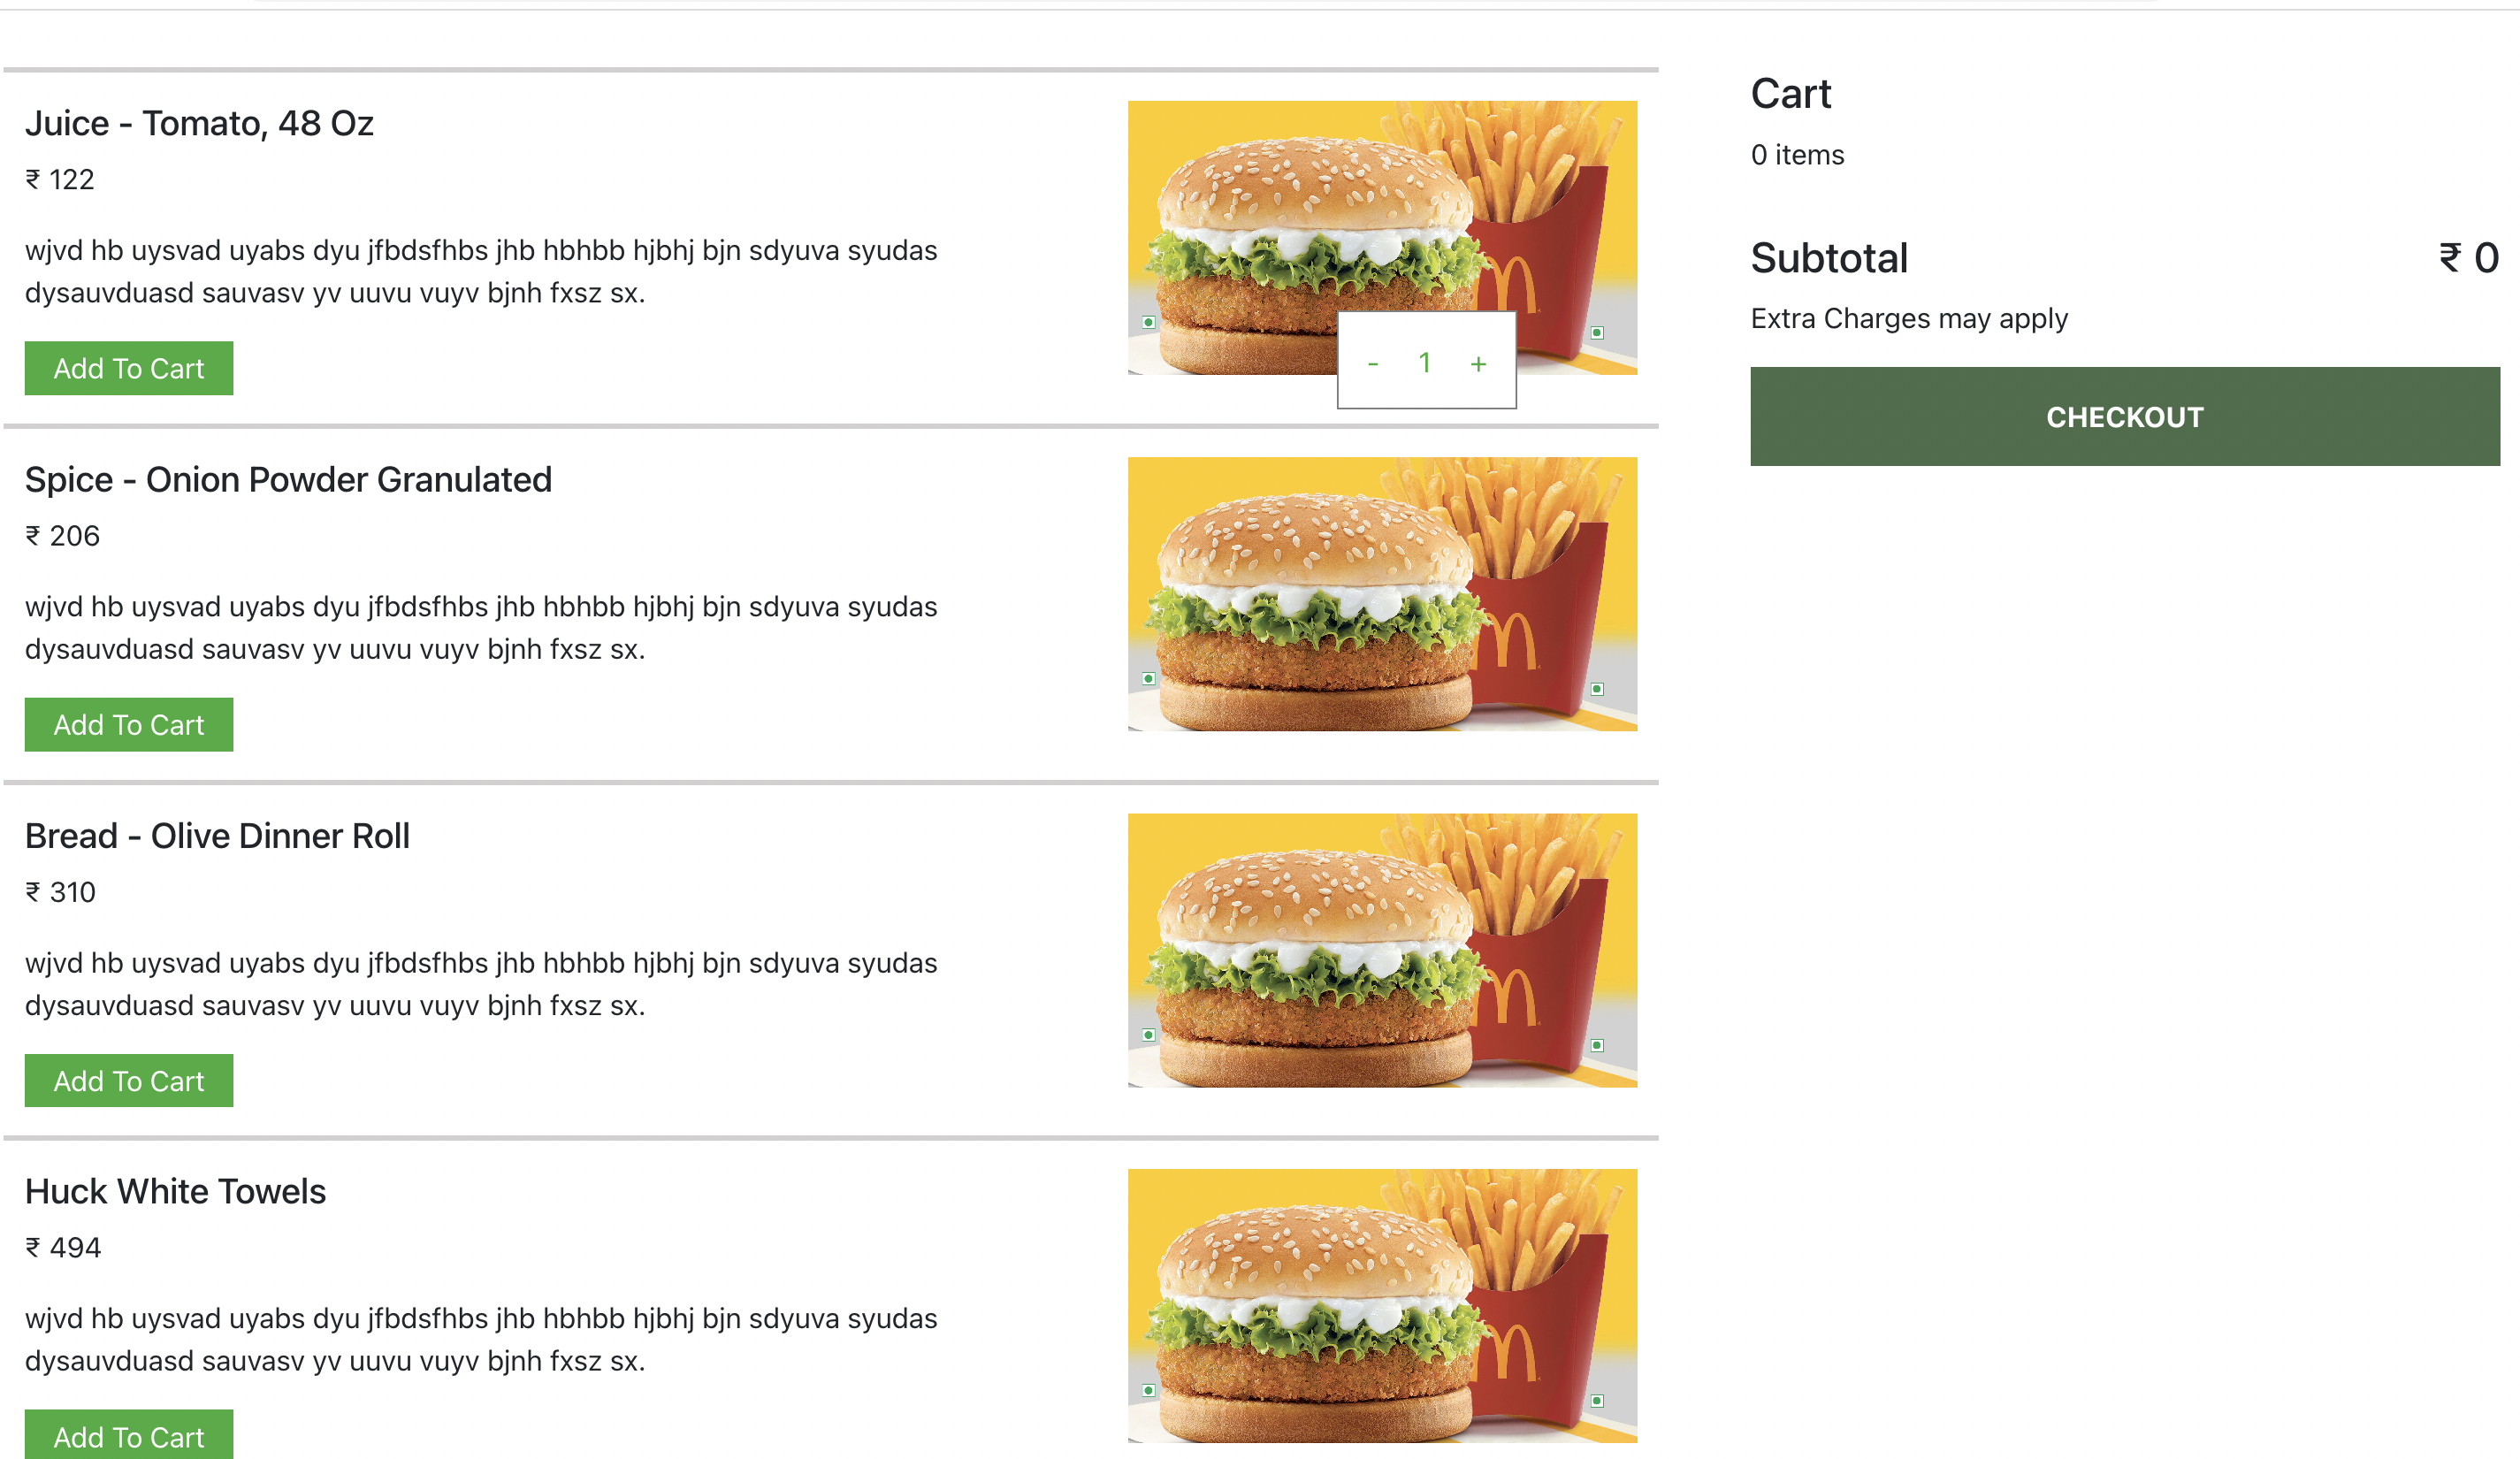 Juice - Tomato, 48 Oz
₹ 122
wjvd hb uysvad uyabs dyu jfbdsfhbs jhb hbhbb hjbhj bjn sdyuva syudas
dysauvduasd sauvasv yv uuvu vuyv bjnh fxsz sx.
Add To Cart
- 1 +
Spice - Onion Powder Granulated
₹ 206
wjvd hb uysvad uyabs dyu jfbdsfhbs jhb hbhbb hjbhj bjn sdyuva syudas
dysauvduasd sauvasv yv uuvu vuyv bjnh fxsz sx.
Add To Cart
Bread - Olive Dinner Roll
₹ 310
wjvd hb uysvad uyabs dyu jfbdsfhbs jhb hbhbb hjbhj bjn sdyuva syudas
dysauvduasd sauvasv yv uuvu vuyv bjnh fxsz sx.
Add To Cart
Huck White Towels
₹ 494
wjvd hb uysvad uyabs dyu jfbdsfhbs jhb hbhbb hjbhj bjn sdyuva syudas
dysauvduasd sauvasv yv uuvu vuyv bjnh fxsz sx.
Add To Cart
Cart
0 items
Subtotal ₹ 0
Extra Charges may apply
CHECKOUT